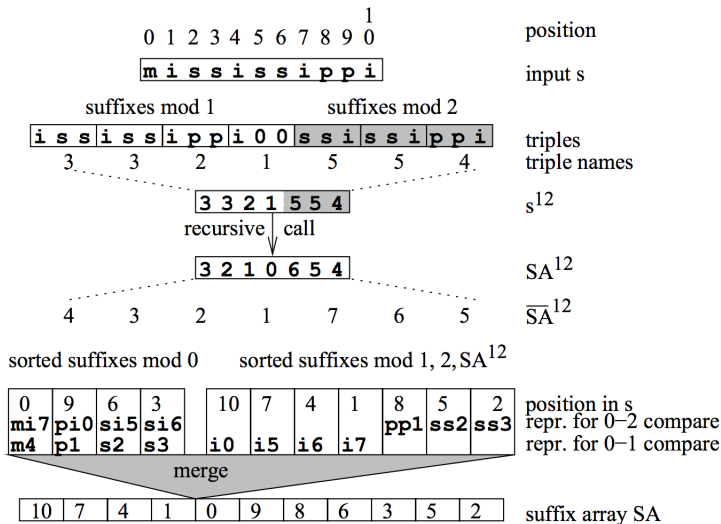 1
0 1 2 3 4 5 6 7 8 9 0 position
m i s s i s s i p p i input s
suffixes mod 1 suffixes mod 2
i s s i s s i p p i 0 0 s s i s s i p p i triples
3 3 2 1 5 5 4 triple names
3 3 2 1 5 5 4 s12
recursive call
3 2 1 0 6 5 4 SA12
4 3 2 1 7 6 5 SA12
sorted suffixes mod 0 sorted suffixes mod 1, 2, SA12
0 9 6 3 10 7 4 1 8 5 2 position in s
mi7 pi0 si5 si6 pp1 ss2 ss3 repr. for 0−2 compare
m4 p1 s2 s3 i0 i5 i6 i7 repr. for 0−1 compare
merge
10 7 4 1 0 9 8 6 3 5 2 suffix array SA